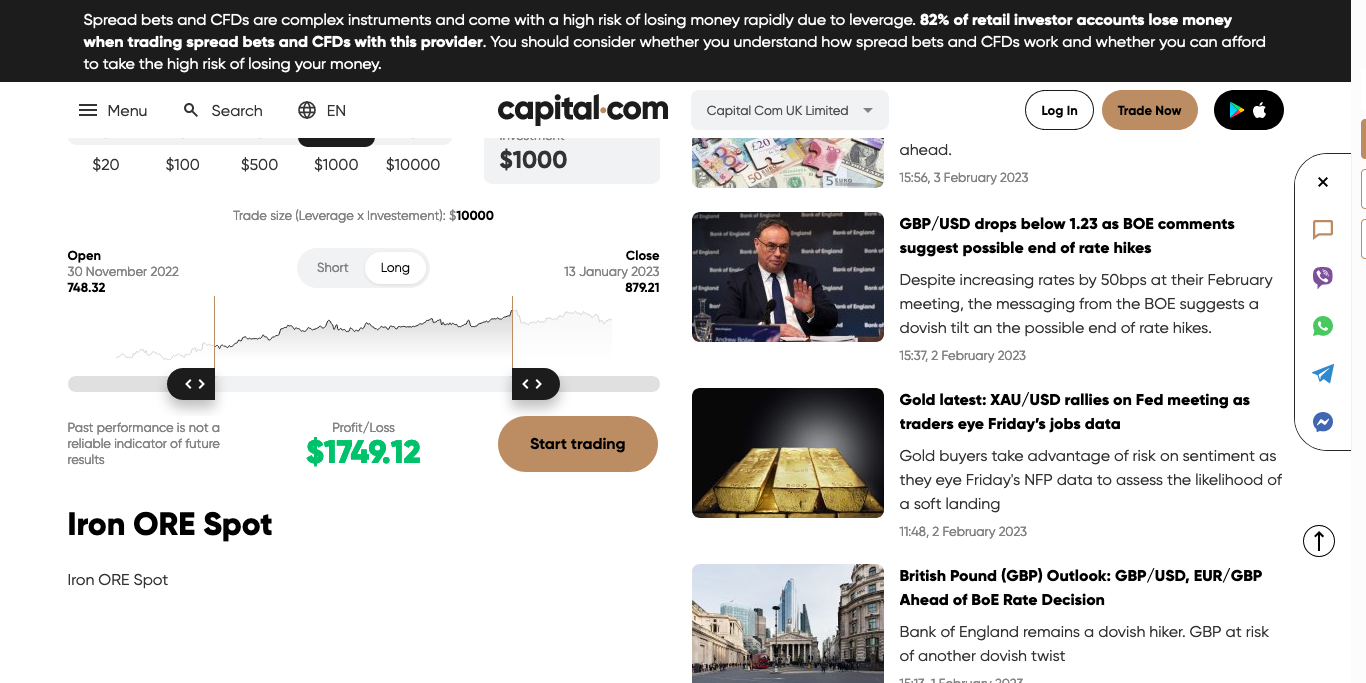 Spread bets and CFDs are complex instruments and come with a high risk of losing money rapidly due to leverage. 82% of retail investor accounts lose money
when trading spread bets and CFDs with this provider. You should consider whether you understand how spread bets and CFDs work and whether you can afford
to take the high risk of losing your money.
Menu
Search
EN
capital.com
Capital Com UK Limited
Log In
Trade Now
$20
$100
$500
$1000
$10000
Investment
$1000
Trade size (Leverage x Investement): $10000
Open
30 November 2022
748.32
Short
Long
Close
13 January 2023
879.21
Past performance is not a
reliable indicator of future
results
Profit/Loss
$1749.12
Start trading
Iron ORE Spot
Iron ORE Spot
ahead.
15:56, 3 February 2023
GBP/USD drops below 1.23 as BOE comments
suggest possible end of rate hikes
Despite increasing rates by 50bps at their February
meeting, the messaging from the BOE suggests a
dovish tilt an the possible end of rate hikes.
15:37, 2 February 2023
Gold latest: XAU/USD rallies on Fed meeting as
traders eye Friday’s jobs data
Gold buyers take advantage of risk on sentiment as
they eye Friday's NFP data to assess the likelihood of
a soft landing
11:48, 2 February 2023
British Pound (GBP) Outlook: GBP/USD, EUR/GBP
Ahead of BoE Rate Decision
Bank of England remains a dovish hiker. GBP at risk
of another dovish twist
15:13, 1 February 2023